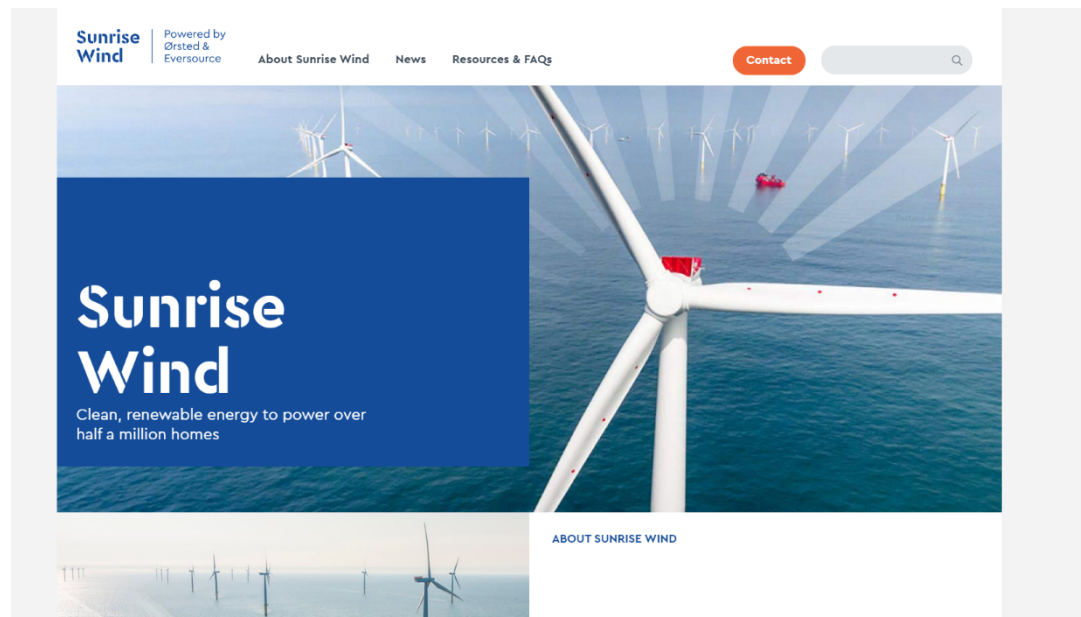 Sunrise
Wind
Powered by
Ørsted &
Eversource
About Sunrise Wind
News
Resources & FAQs
Contact
Sunrise
Wind
Clean, renewable energy to power over
half a million homes
ABOUT SUNRISE WIND